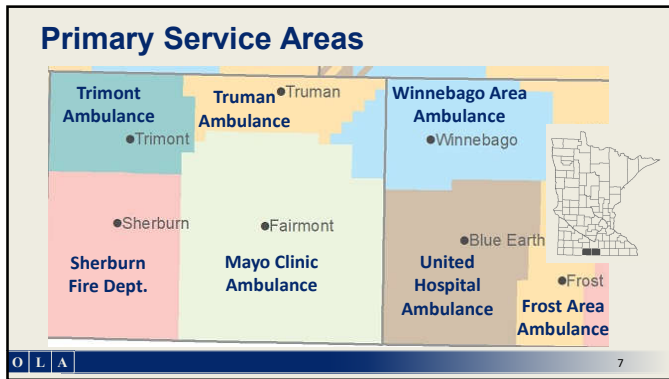 Primary Service Areas
Trimont
Ambulance
Trimont
Truman
Truman
Ambulance
Winnebago Area
Ambulance
Winnebago
Sherburn
Sherburn
Fire Dept.
Fairmont
Mayo Clinic
Ambulance
Blue Earth
United
Hospital
Ambulance
Frost
Frost Area
Ambulance
O L A
7